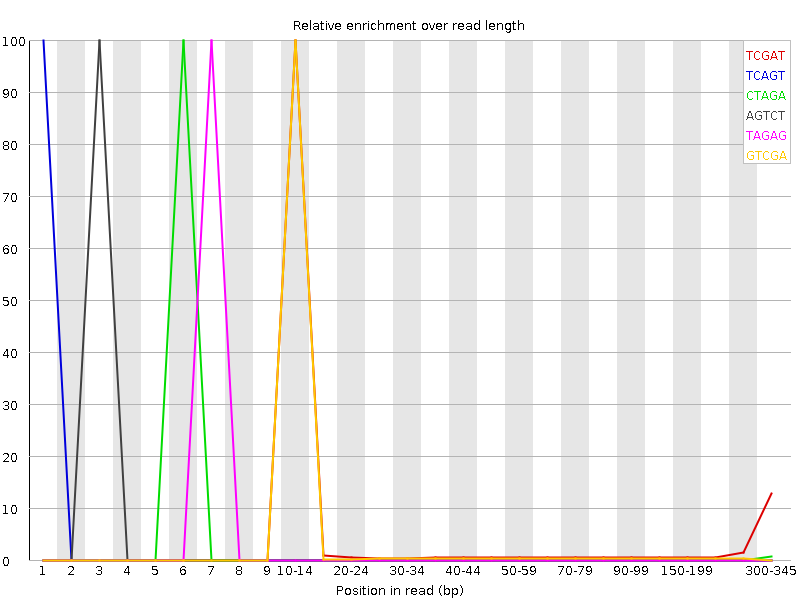 Relative enrichment over read length
100
90
80
70
60
50
40
30
20
10
0
TCGAT
TCAGT
CTAGA
AGTCT
TAGAG
GTCGA
1 2 3 4 5 6 7 8 9 10-14 20-24 30-34 40-44 50-59 70-79 90-99 150-199 300-345
Position in read (bp)